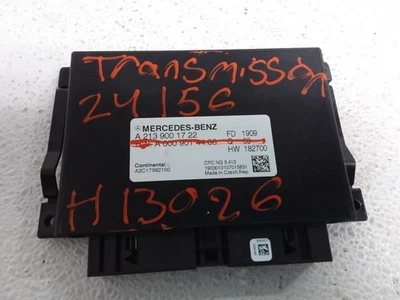 Transmisson
24156
MERCEDES-BENZ
A 213 900 17 22 FD 1909
HW 182700
Continental CPC NG 3.413
A2C17382100
Made in Czech Rep.
H13026